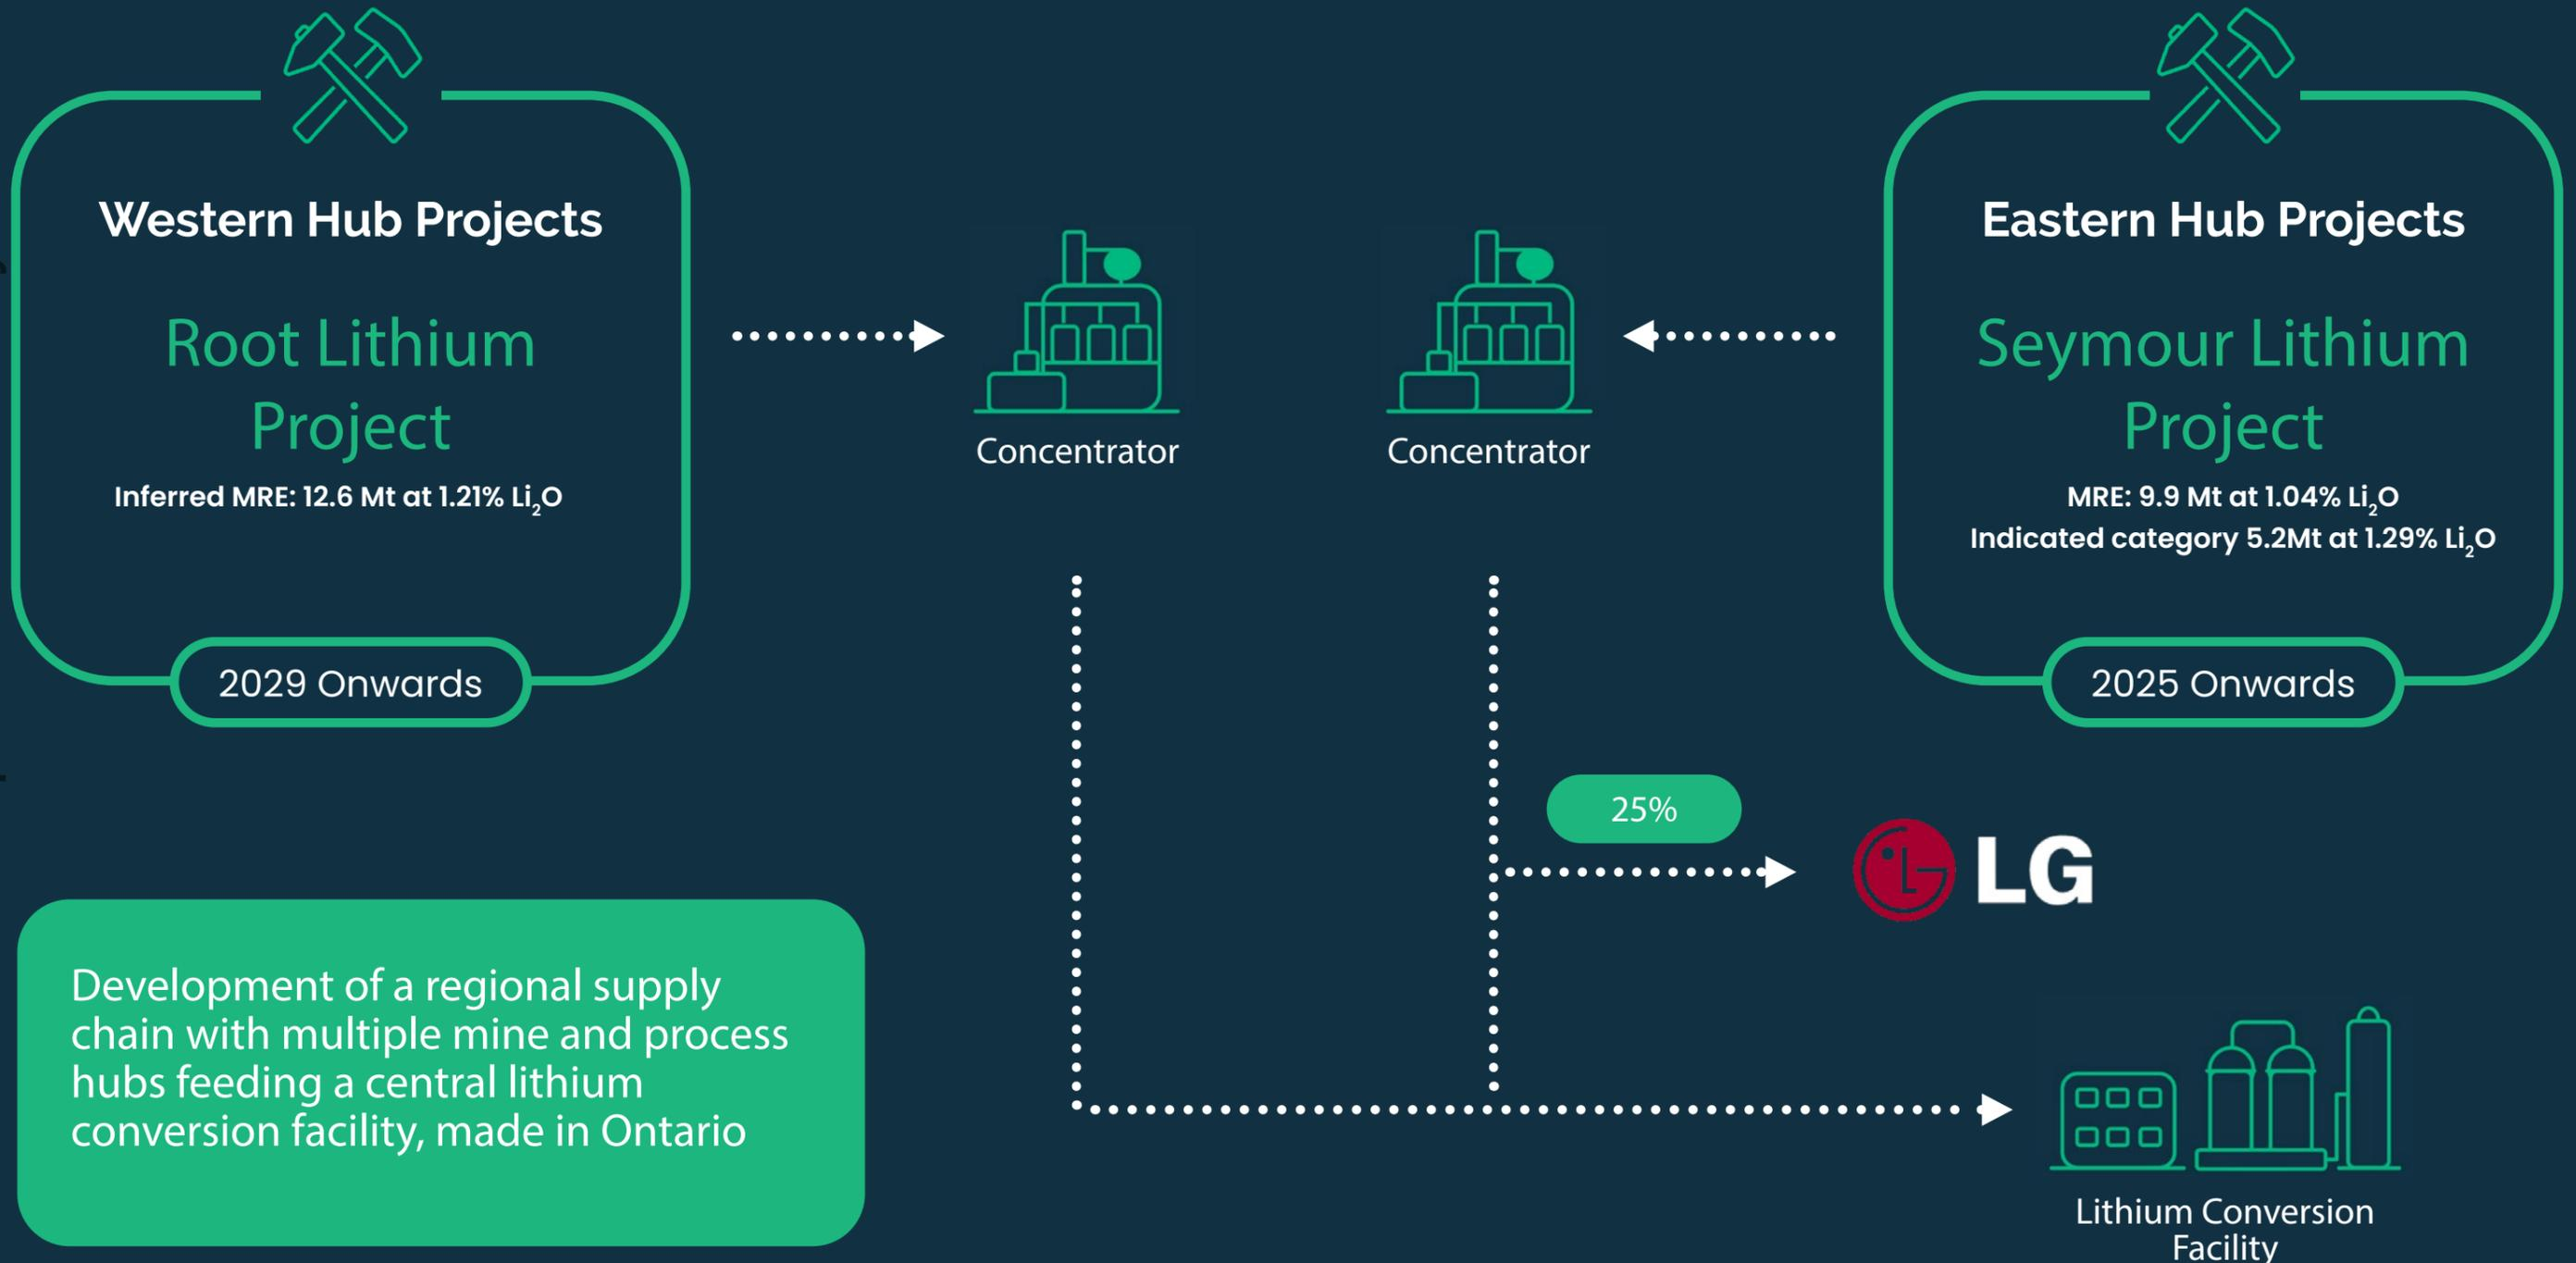 Western Hub Projects
Root Lithium
Project
Inferred MRE: 12.6 Mt at 1.21% Li₂O
2029 Onwards
Concentrator
Concentrator
Eastern Hub Projects
Seymour Lithium
Project
MRE: 9.9 Mt at 1.04% Li₂O
Indicated category 5.2Mt at 1.29% Li₂O
2025 Onwards
25%
LG
Development of a regional supply
chain with multiple mine and process
hubs feeding a central lithium
conversion facility, made in Ontario
Lithium Conversion
Facility